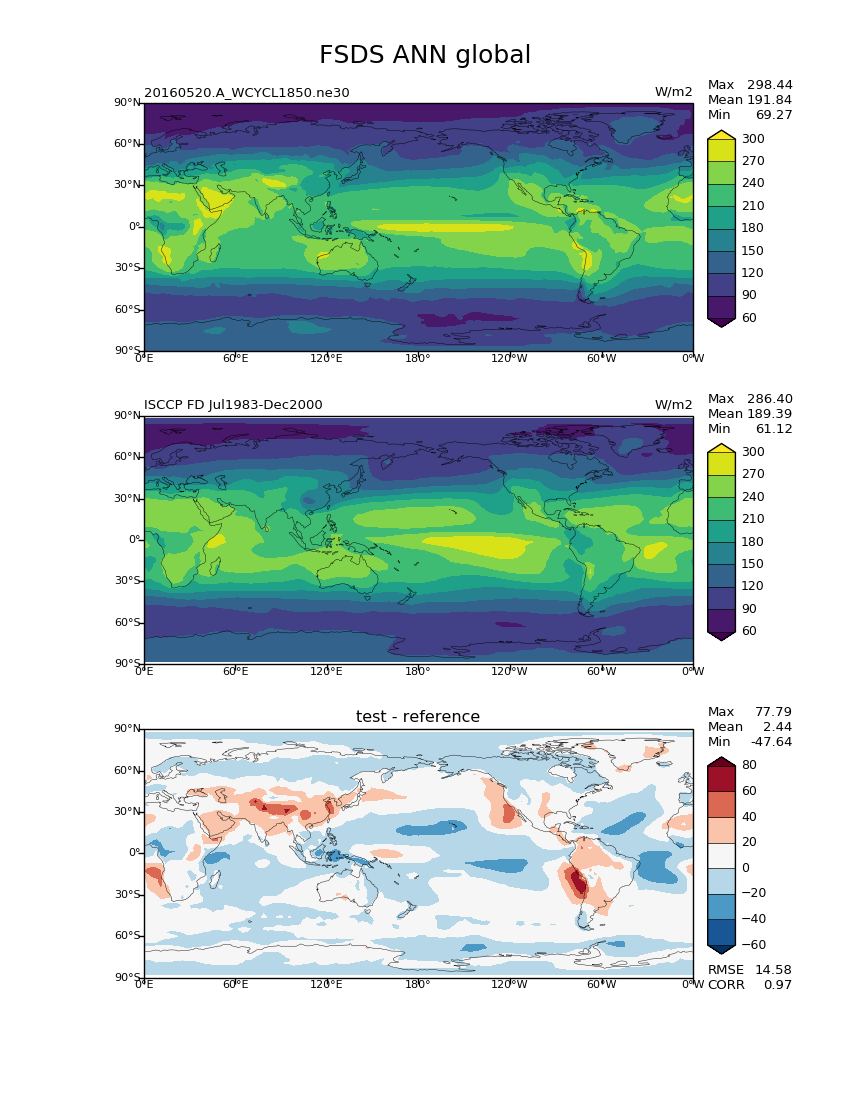 FSDS ANN global
20160520.A_WCYCL1850.ne30 W/m2
Max 298.44
Mean 191.84
Min 69.27
90°N
60°N
30°N
0°
30°S
60°S
90°S
0°E 60°E 120°E 180° 120°W 60°W 0°W
300
270
240
210
180
150
120
90
60
ISCCP FD Jul1983-Dec2000 W/m2
Max 286.40
Mean 189.39
Min 61.12
90°N
60°N
30°N
0°
30°S
60°S
90°S
0°E 60°E 120°E 180° 120°W 60°W 0°W
300
270
240
210
180
150
120
90
60
test - reference
Max 77.79
Mean 2.44
Min -47.64
90°N
60°N
30°N
0°
30°S
60°S
90°S
0°E 60°E 120°E 180° 120°W 60°W 0°W
80
60
40
20
0
−20
−40
−60
RMSE 14.58
CORR 0.97